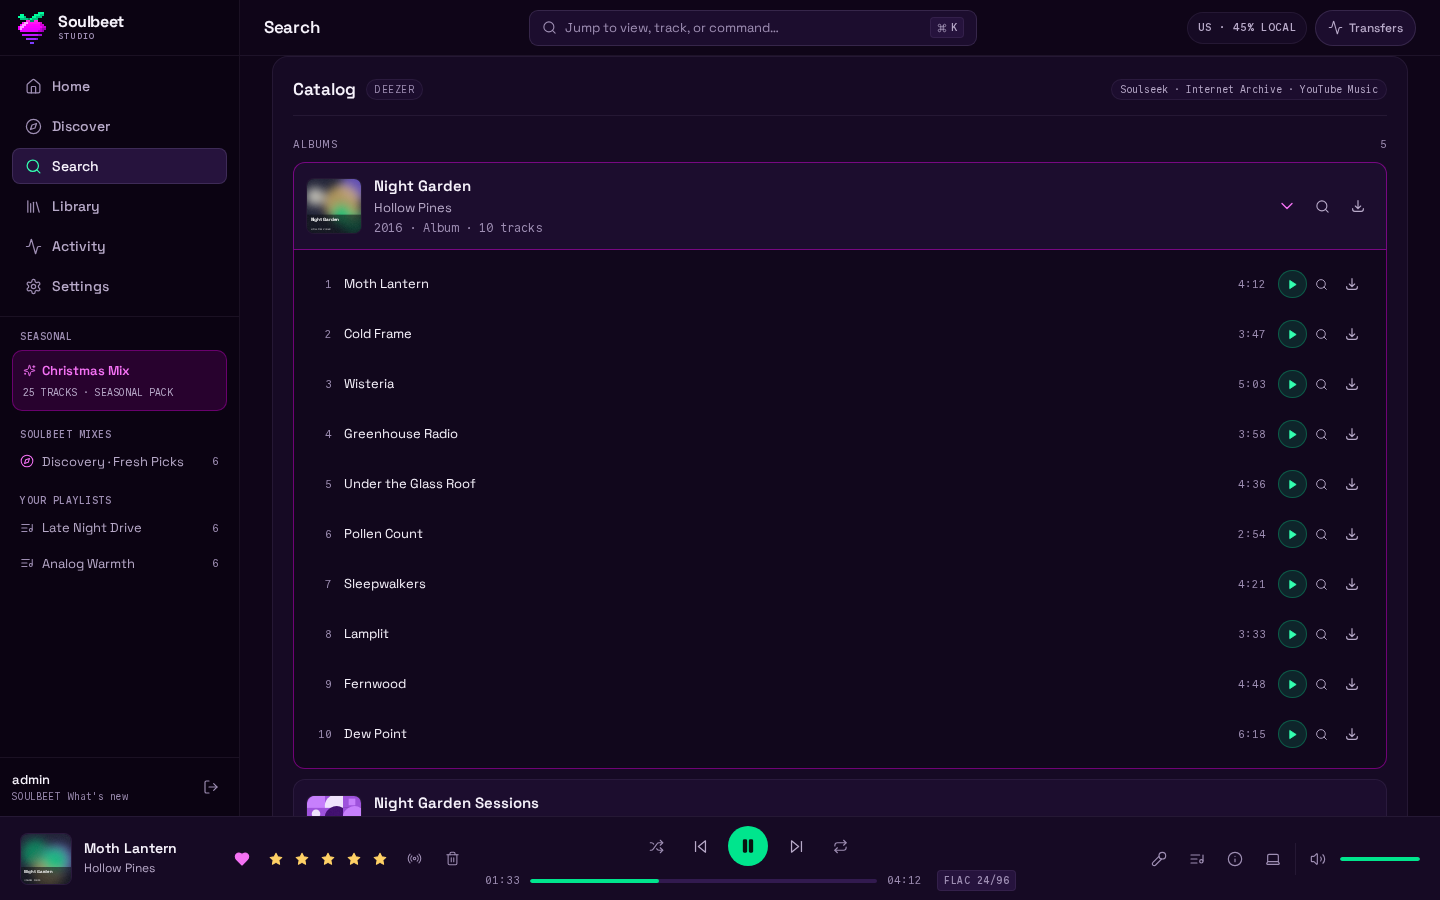 Soulbeet
STUDIO
Home
Discover
Search
Library
Activity
Settings
SEASONAL
Christmas Mix
25 TRACKS · SEASONAL PACK
SOULBEET MIXES
Discovery · Fresh Picks 6
YOUR PLAYLISTS
Late Night Drive 6
Analog Warmth 6
admin
SOULBEET What's new
Search
Jump to view, track, or command...
⌘ K
US · 45% LOCAL
Transfers
Catalog
DEEZER
Soulseek · Internet Archive · YouTube Music
ALBUMS 5
Night Garden
Night Garden
Hollow Pines
2016 · Album · 10 tracks
1 Moth Lantern 4:12
2 Cold Frame 3:47
3 Wisteria 5:03
4 Greenhouse Radio 3:58
5 Under the Glass Roof 4:36
6 Pollen Count 2:54
7 Sleepwalkers 4:21
8 Lamplit 3:33
9 Fernwood 4:48
10 Dew Point 6:15
Night Garden Sessions
Night Garden
Moth Lantern
Hollow Pines
01:33
04:12
FLAC 24/96